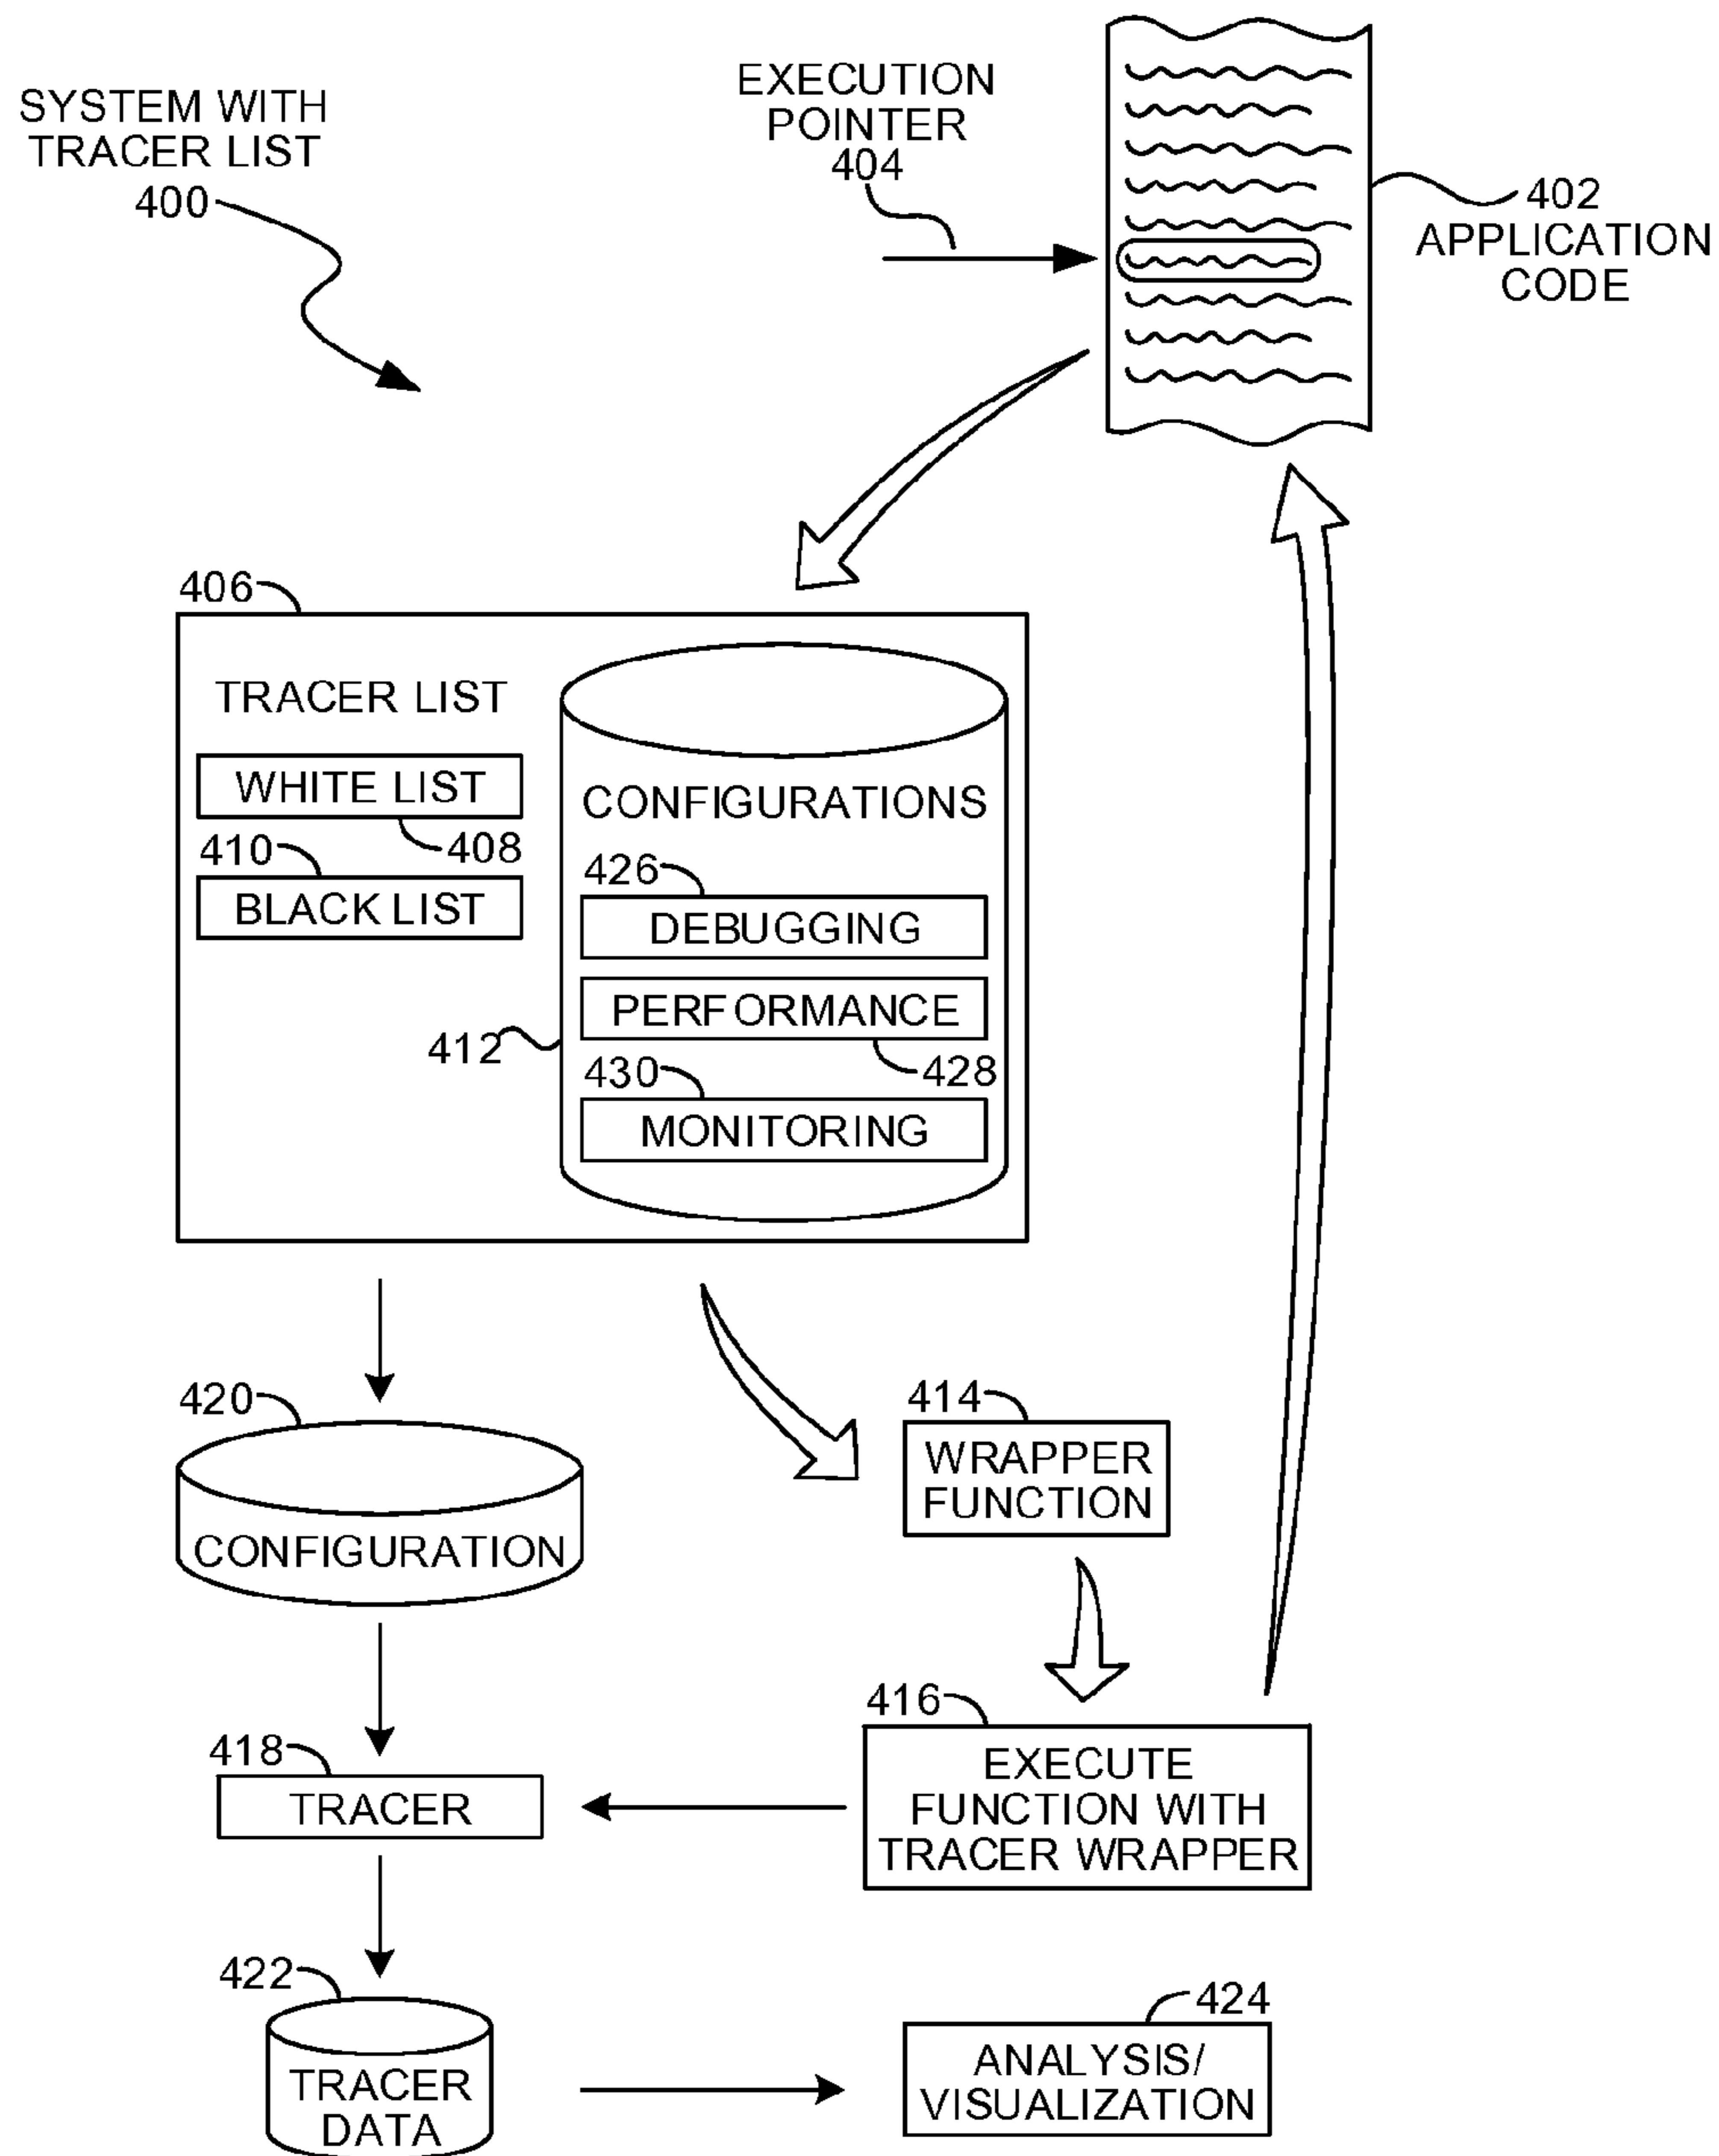 SYSTEM WITH
TRACER LIST
400
EXECUTION
POINTER
404
402
APPLICATION
CODE
406
TRACER LIST
WHITE LIST
408
410
BLACK LIST
CONFIGURATIONS
426
DEBUGGING
PERFORMANCE
428
412
430
MONITORING
420
CONFIGURATION
414
WRAPPER
FUNCTION
416
EXECUTE
FUNCTION WITH
TRACER WRAPPER
418
TRACER
422
TRACER
DATA
424
ANALYSIS/
VISUALIZATION